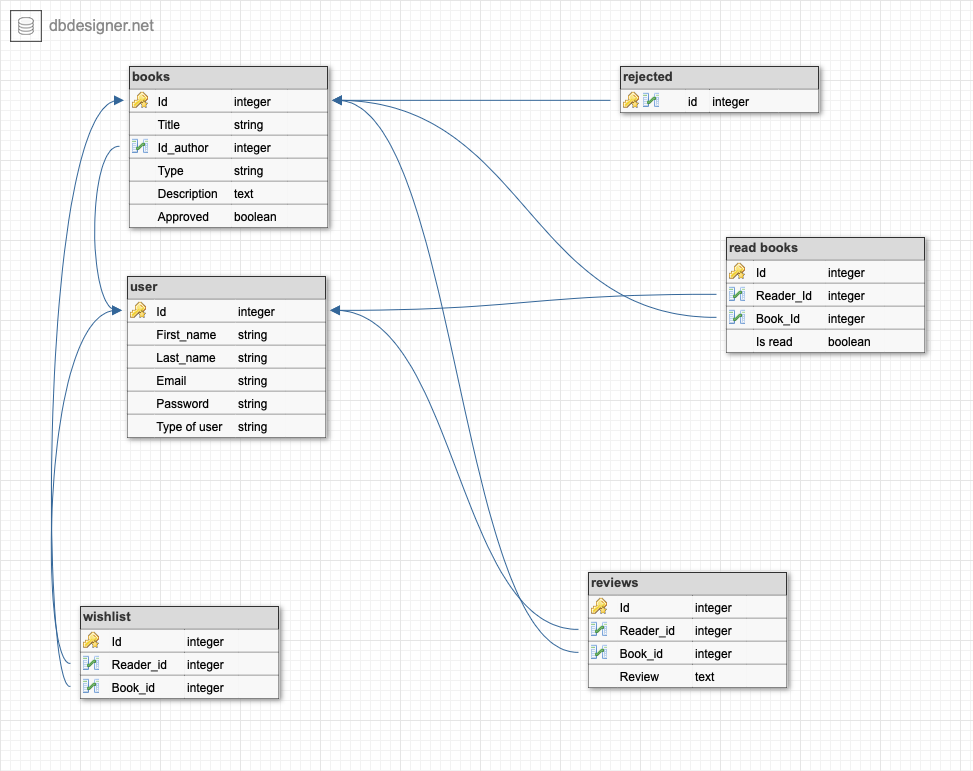 dbdesigner.net
books
Id integer
Title string
Id_author integer
Type string
Description text
Approved boolean
rejected
id integer
read books
Id integer
Reader_Id integer
Book_Id integer
Is read boolean
user
Id integer
First_name string
Last_name string
Email string
Password string
Type of user string
reviews
Id integer
Reader_id integer
Book_id integer
Review text
wishlist
Id integer
Reader_id integer
Book_id integer